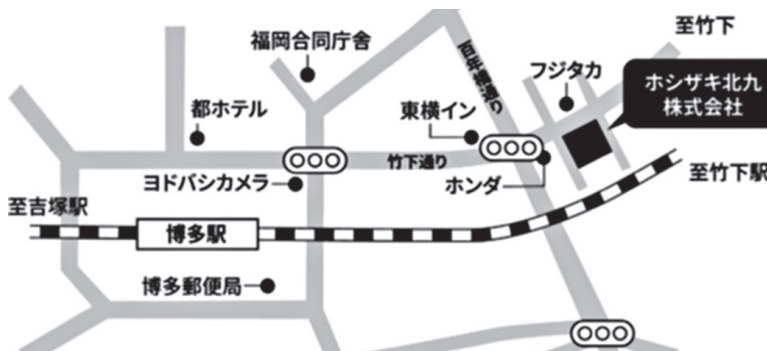 至竹下
福岡合同庁舎
百年橋通り
フジタカ
ホシザキ北九
株式会社
都ホテル
東横イン
竹下通り
ヨドバシカメラ
ホンダ
至竹下駅
至吉塚駅
博多駅
博多郵便局